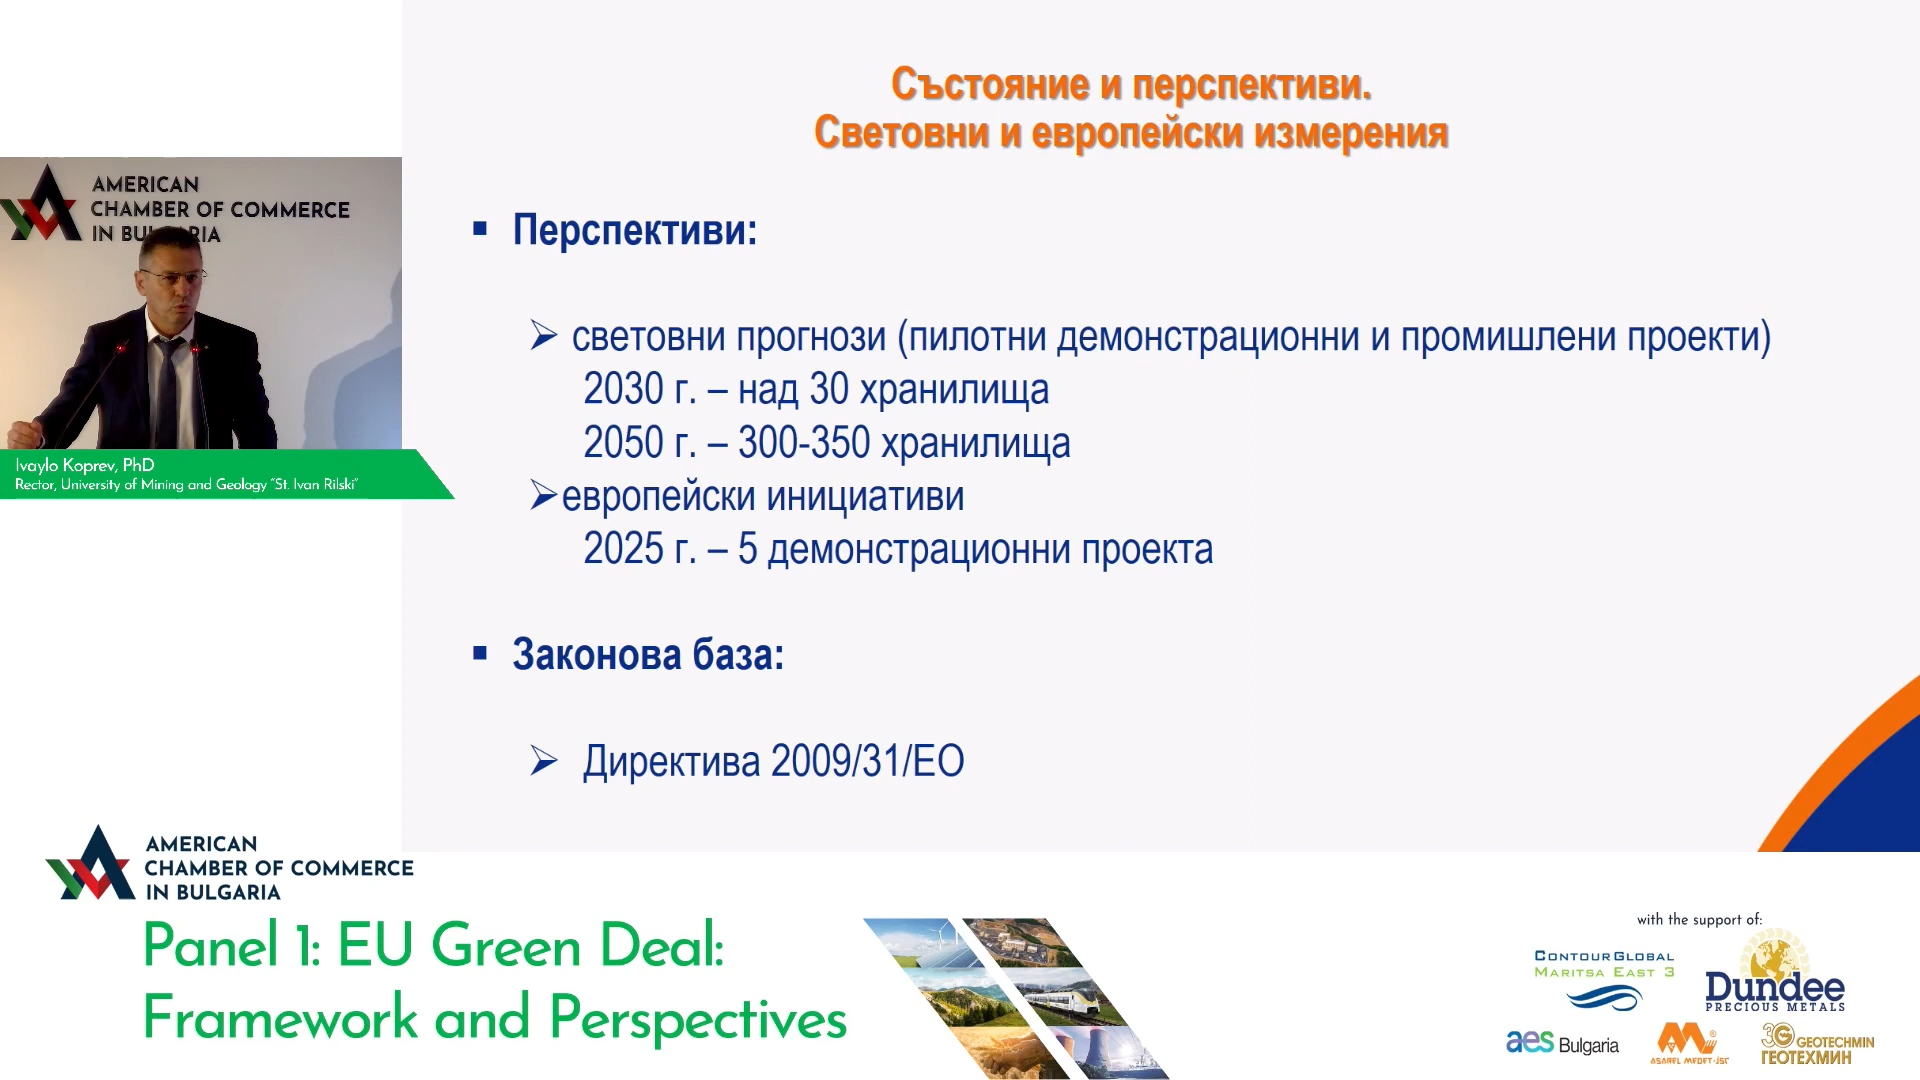 Състояние и перспективи.
Световни и европейски измерения
AMERICAN
CHAMBER OF COMMERCE
IN BULGARIA
Ivaylo Koprev, PhD
Rector, University of Mining and Geology "St. Ivan Rilski"
▪ Перспективи:
➢ световни прогнози (пилотни демонстрационни и промишлени проекти)
2030 г. – над 30 хранилища
2050 г. – 300-350 хранилища
➢европейски инициативи
2025 г. – 5 демонстрационни проекта
▪ Законова база:
➢ Директива 2009/31/ЕО
AMERICAN
CHAMBER OF COMMERCE
IN BULGARIA
Panel 1: EU Green Deal:
Framework and Perspectives
with the support of:
CONTOURGLOBAL
MARITSA EAST 3
Dundee
PRECIOUS METALS
aes Bulgaria
ASAREL MEDET-JSC
GEOTECHMIN
ГЕОТЕХМИН